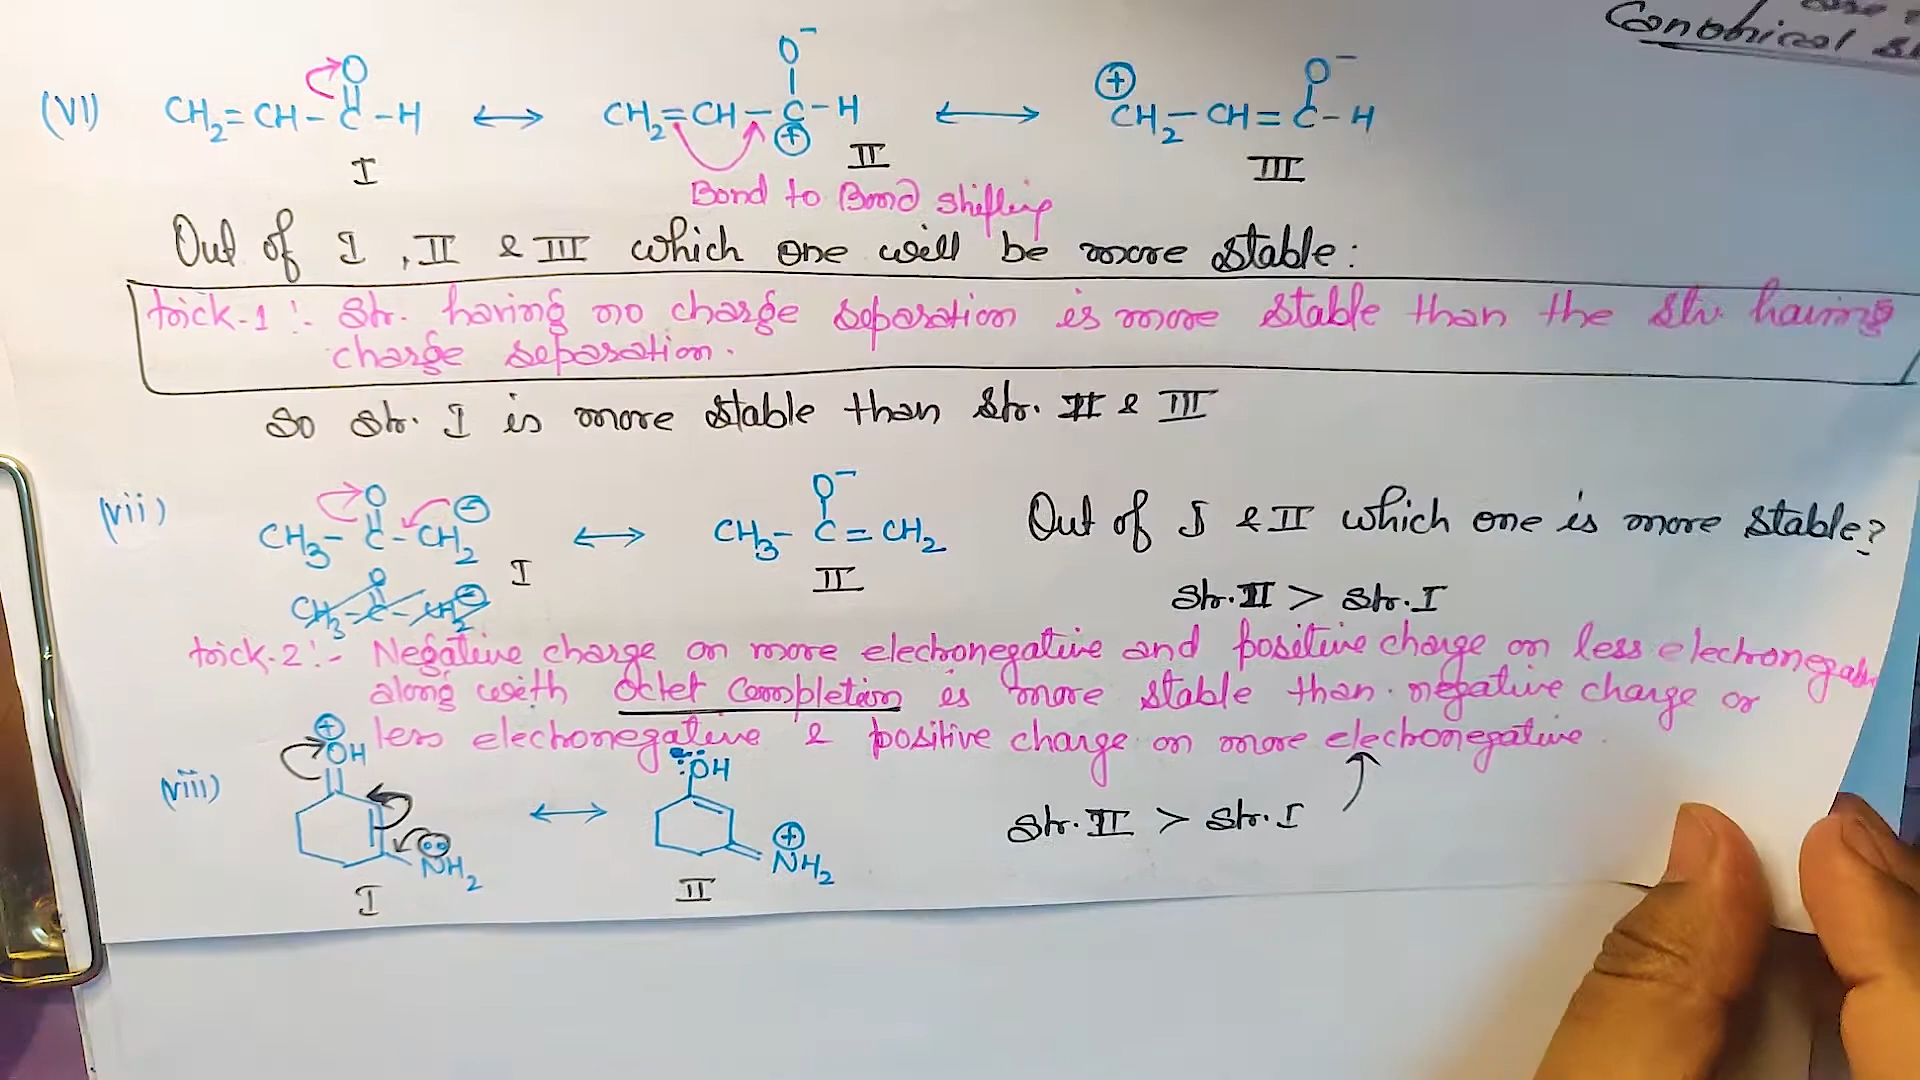 Canonical
(VI) CH₂=CH-C-H ↔ CH₂=CH-C-H ↔ CH₂-CH=C-H
O O⁻ ⊕ ⊕ O⁻
I II III
Bond to Bond shifting
Out of I, II & III which one will be more stable:
trick-1:- Str. having no charge separation is more stable than the str. having
charge separation.
So str. I is more stable than str. II & III
(vii) CH₃-C-CH₂ ↔ CH₃-C=CH₂ Out of I & II which one is more stable?
O ⊖ O⁻
I II
Str. II > Str. I
trick-2:- Negative charge on more electronegative and positive charge on less
along with octet completion is more stable than negative charge or
less electronegative & positive charge on more electronegative.
(viii) ⊕ OH NH₂ ↔ :OH ⊕ NH₂ Str. II > Str. I
I II